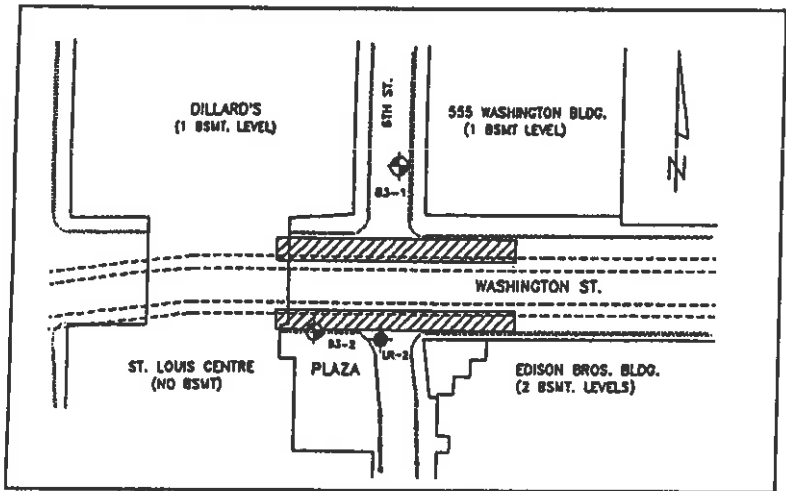 DILLARD'S
(1 BSMT. LEVEL)
6TH ST.
555 WASHINGTON BLDG.
(1 BSMT LEVEL)
N
B3-1
WASHINGTON ST.
B3-2
LR-2
ST. LOUIS CENTRE
(NO BSMT)
PLAZA
EDISON BROS. BLDG.
(2 BSMT. LEVELS)